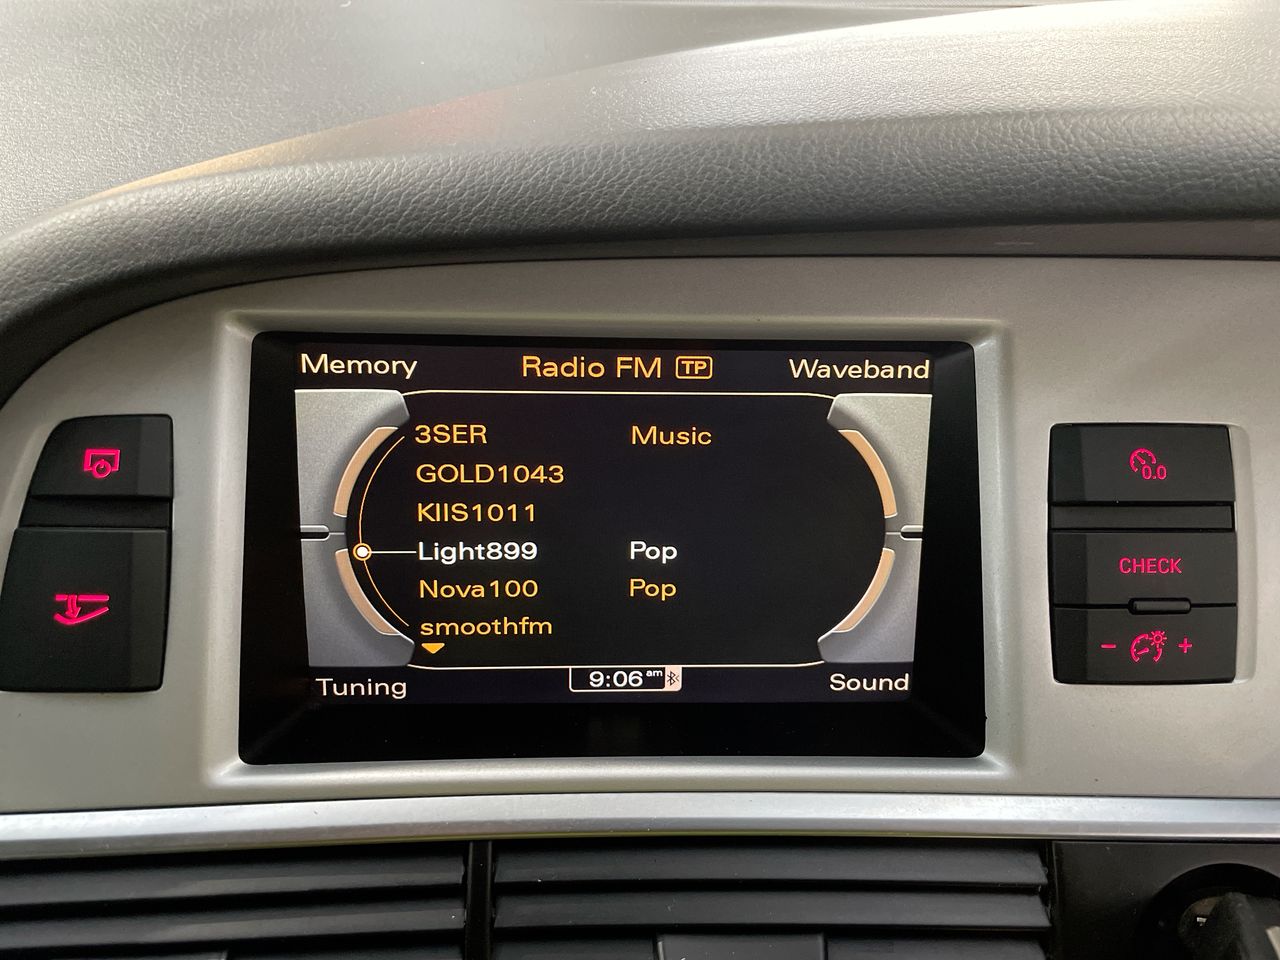 Memory Radio FM TP Waveband
3SER Music
GOLD1043
KIIS1011
Light899 Pop
Nova100 Pop
smoothfm
Tuning 9:06 am Sound
0.0
CHECK
- +